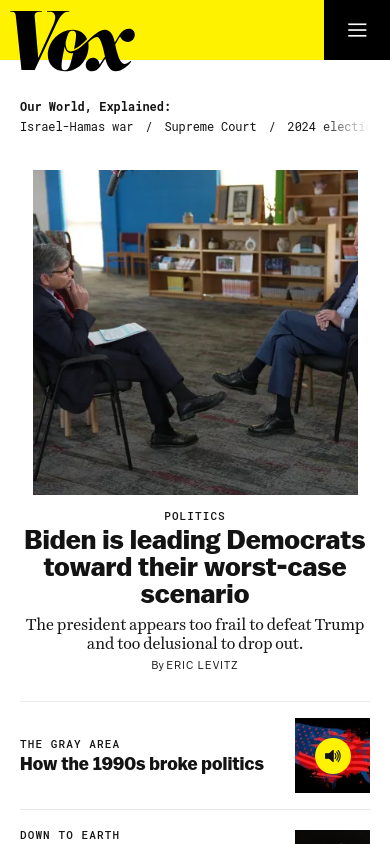 Vox
Our World, Explained:
Israel-Hamas war / Supreme Court / 2024
POLITICS
Biden is leading Democrats
toward their worst-case
scenario
The president appears too frail to defeat Trump
and too delusional to drop out.
By ERIC LEVITZ
THE GRAY AREA
How the 1990s broke politics
DOWN TO EARTH